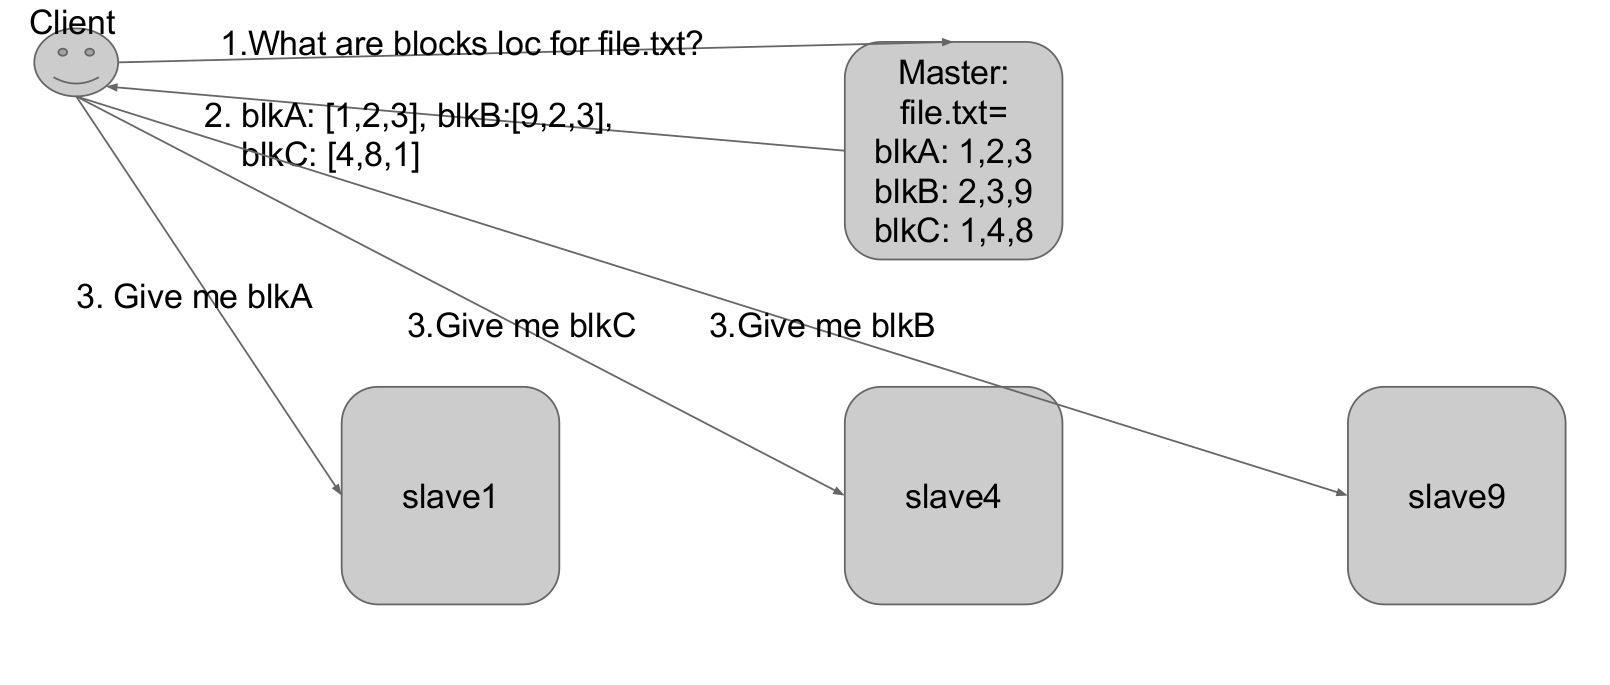 Client
1.What are blocks loc for file.txt?
Master:
file.txt=
blkA: 1,2,3
blkB: 2,3,9
blkC: 1,4,8
2. blkA: [1,2,3], blkB:[9,2,3],
blkC: [4,8,1]
3. Give me blkA
3.Give me blkC
3.Give me blkB
slave1
slave4
slave9